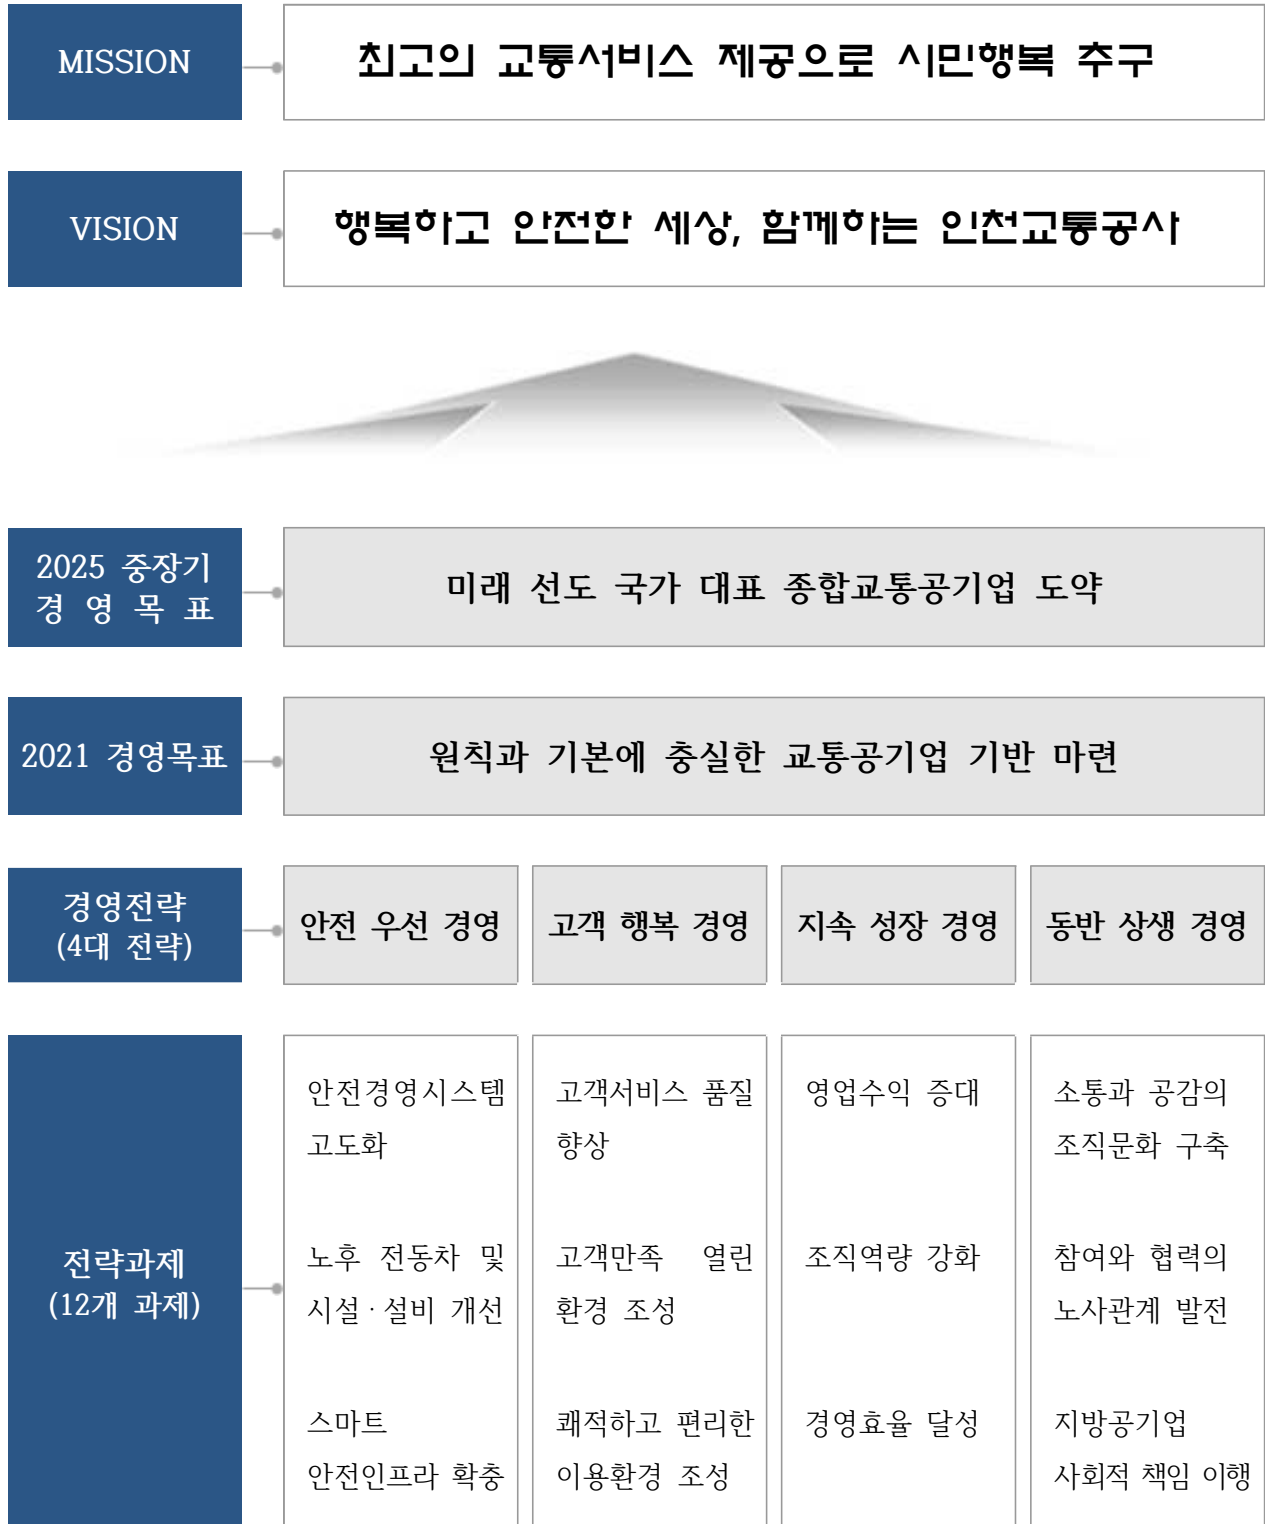 MISSION
최고의 교통서비스 제공으로 시민행복 추구
VISION
행복하고 안전한 세상, 함께하는 인천교통공사
2025 중장기
경 영 목 표
미래 선도 국가 대표 종합교통공기업 도약
2021 경영목표
원칙과 기본에 충실한 교통공기업 기반 마련
경영전략
(4대 전략)
안전 우선 경영
고객 행복 경영
지속 성장 경영
동반 상생 경영
전략과제
(12개 과제)
안전경영시스템
고도화
노후 전동차 및
시설·설비 개선
스마트
안전인프라 확충
고객서비스 품질
향상
고객만족 열린
환경 조성
쾌적하고 편리한
이용환경 조성
영업수익 증대
조직역량 강화
경영효율 달성
소통과 공감의
조직문화 구축
참여와 협력의
노사관계 발전
지방공기업
사회적 책임 이행